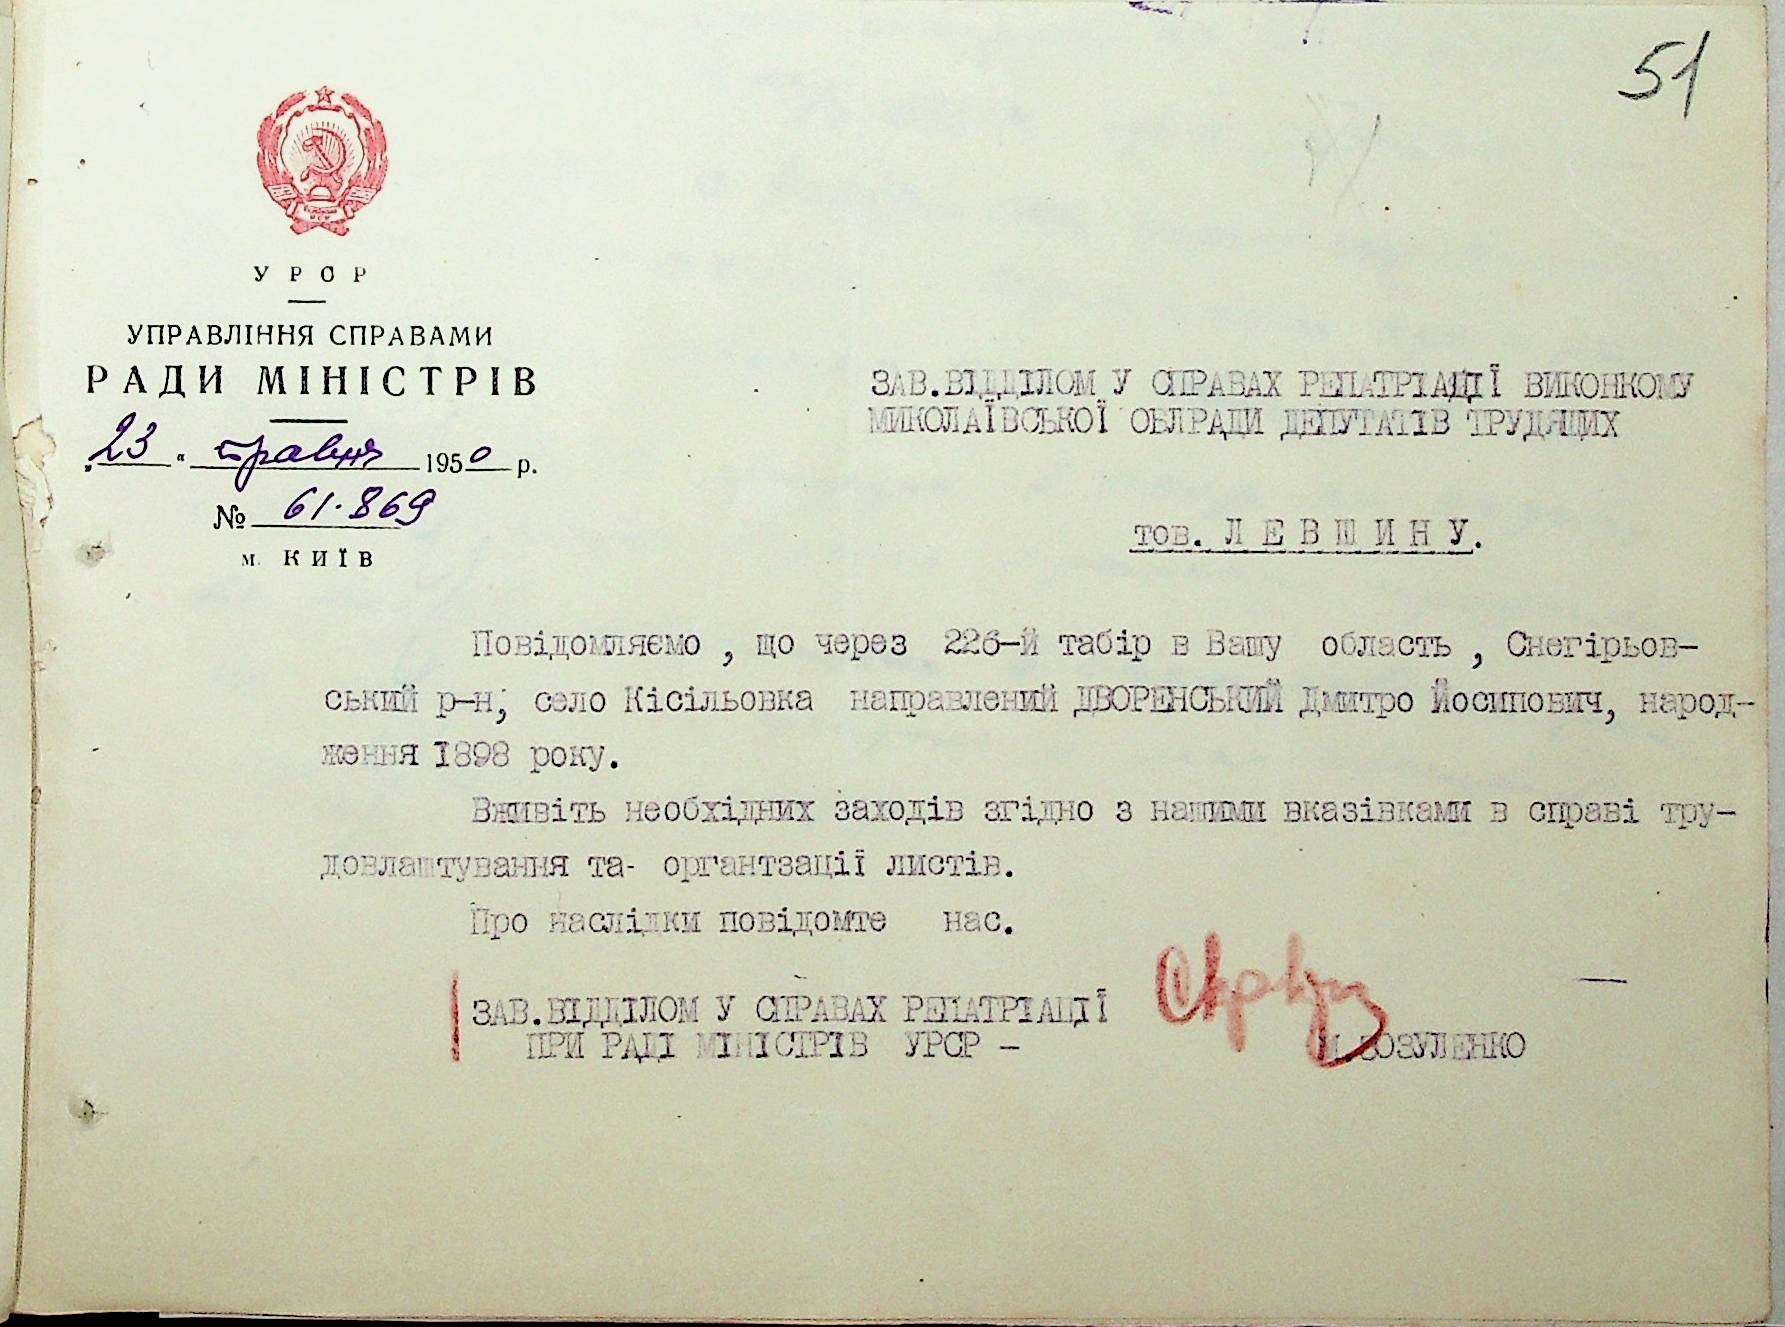 51
УРСР
УПРАВЛІННЯ СПРАВАМИ
РАДИ МІНІСТРІВ
„23 “ травня 1950 р.
№ 61.869
м. КИЇВ
ЗАВ.ВІДДІЛОМ У СПРАВАХ РЕПАТРІАЦІЇ ВИКОНКОМУ
МИКОЛАЇВСЬКОЇ ОБЛРАДИ ДЕПУТАТІВ ТРУДЯЩИХ
тов. Л Е В Ш И Н У.
Повідомляємо , що через 226-й табір в Вашу область , Снегірьов-
ський р-н, село Кісільовка направлений ДВОРЕНСЬКИЙ Дмитро Йосипович, народ-
ження 1898 року.
Вживіть необхідних заходів згідно з нашими вказівками в справі тру-
довлаштування та- органтзації листів.
Про наслідки повідомте нас.
ЗАВ.ВІДДІЛОМ У СПРАВАХ РЕПАТРІАЦІЇ
ПРИ РАДІ МІНІСТРІВ УРСР – М.ЗОЗУЛЕНКО